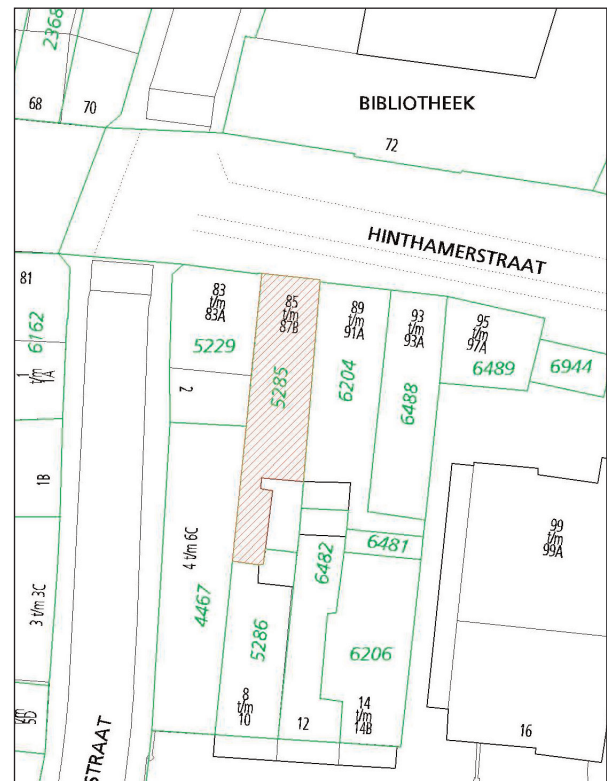 2368
68
70
BIBLIOTHEEK
72
HINTHAMERSTRAAT
81
6162
1
t/m
1A
1B
3 t/m 3C
83
t/m
83A
5229
2
85
t/m
87B
5285
89
t/m
91A
6204
93
t/m
93A
6488
95
t/m
97A
6489
6944
4 t/m 6C
4467
6482
6481
99
t/m
99A
5286
6206
8
t/m
10
12
14
t/m
14B
16
STRAAT